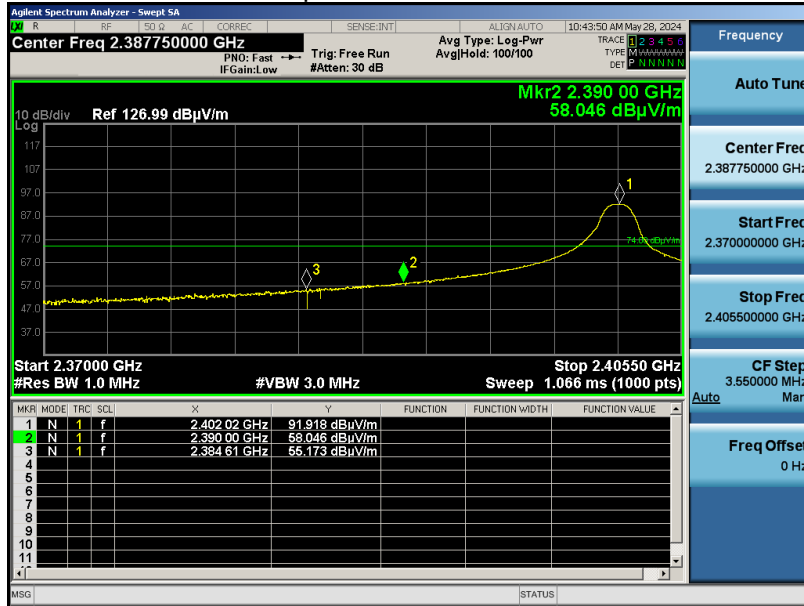 Agilent Spectrum Analyzer - Swept SA
LXI R RF 50 Ω AC CORREC SENSE:INT ALIGN AUTO 10:43:50 AM May 28, 2024
Center Freq 2.387750000 GHz
PNO: Fast
IFGain:Low
Trig: Free Run
#Atten: 30 dB
Avg Type: Log-Pwr
Avg|Hold: 100/100
TRACE 1 2 3 4 5 6
TYPE M
DET P N N N N N
Frequency
Mkr2 2.390 00 GHz
58.046 dBµV/m
10 dB/div Ref 126.99 dBµV/m
Log
117
107
97.0
87.0
77.0
67.0
57.0
47.0
37.0
1
2
3
74.00 dBµV/m
Start 2.37000 GHz Stop 2.40550 GHz
#Res BW 1.0 MHz #VBW 3.0 MHz Sweep 1.066 ms (1000 pts)
MKR MODE TRC SCL X Y FUNCTION FUNCTION WIDTH FUNCTION VALUE
1 N 1 f 2.402 02 GHz 91.918 dBµV/m
2 N 1 f 2.390 00 GHz 58.046 dBµV/m
3 N 1 f 2.384 61 GHz 55.173 dBµV/m
4
5
6
7
8
9
10
11
Auto Tune
Center Freq
2.387750000 GHz
Start Freq
2.370000000 GHz
Stop Freq
2.405500000 GHz
CF Step
3.550000 MHz
Auto Man
Freq Offset
0 Hz
MSG STATUS